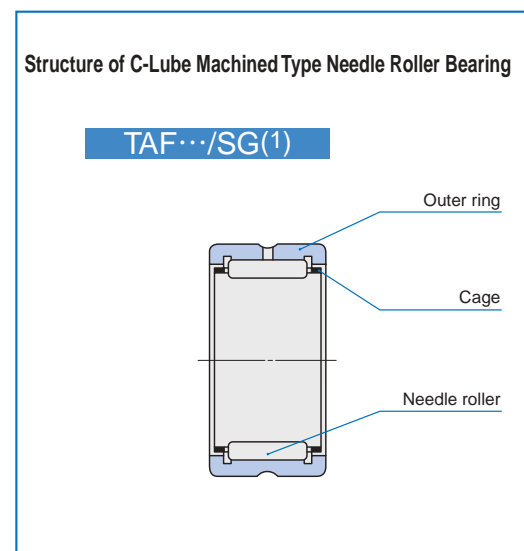 Structure of C-Lube Machined Type Needle Roller Bearing
TAF⋯/SG(1)
Outer ring
Cage
Needle roller